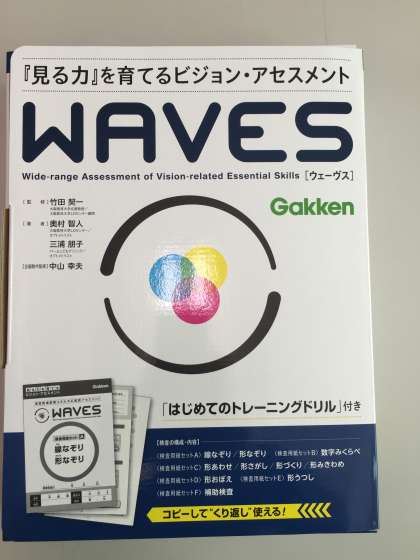 『見る力』を育てるビジョン・アセスメント
WAVES
Wide-range Assessment of Vision-related Essential Skills [ウェーヴス]
[監修] 竹田 契一
[著者] 奥村 智人
三浦 朋子
中山 幸夫
Gakken
「はじめてのトレーニングドリル」付き
Gakken
WAVES
線なぞり
形なぞり
【検査の構成・内容】
〈検査用紙セットA〉線なぞり／形なぞり 〈検査用紙セットB〉数字みくらべ
〈検査用紙セットC〉形あわせ／形さがし／形づくり／形みきわめ
〈検査用紙セットD〉形おぼえ 〈検査用紙セットE〉形うつし
〈検査用紙セットF〉補助検査
コピーして"くり返し"使える！